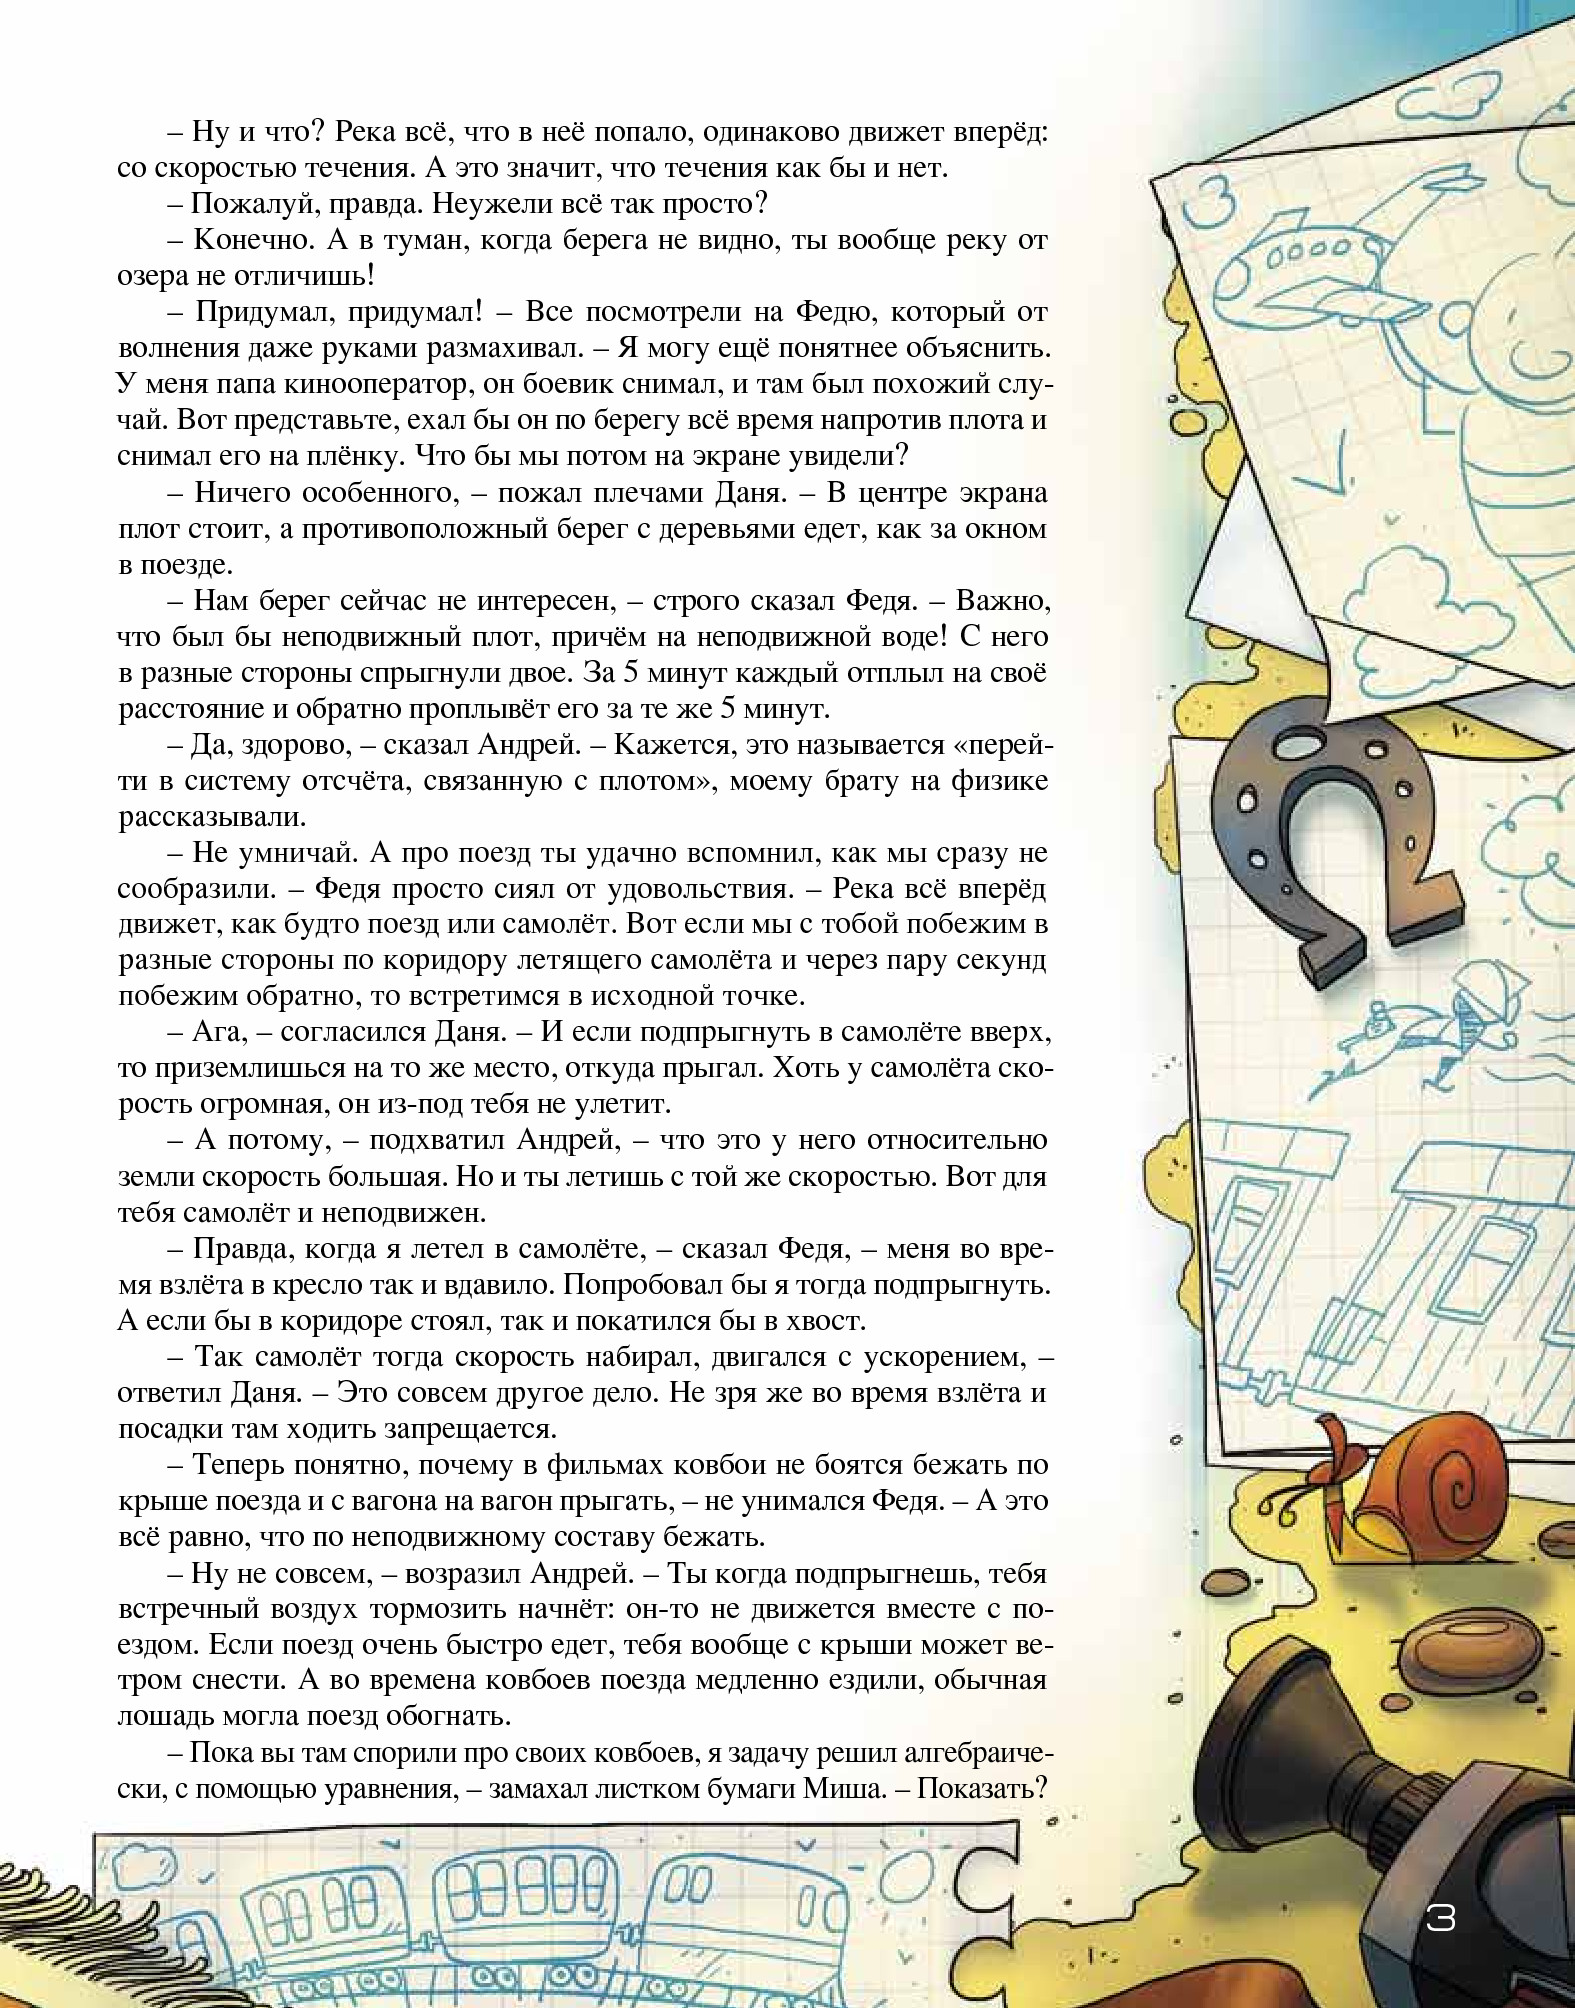 – Ну и что? Река всё, что в неё попало, одинаково движет вперёд:
со скоростью течения. А это значит, что течения как бы и нет.
– Пожалуй, правда. Неужели всё так просто?
– Конечно. А в туман, когда берега не видно, ты вообще реку от
озера не отличишь!
– Придумал, придумал! – Все посмотрели на Федю, который от
волнения даже руками размахивал. – Я могу ещё понятнее объяснить.
У меня папа кинооператор, он боевик снимал, и там был похожий слу-
чай. Вот представьте, ехал бы он по берегу всё время напротив плота и
снимал его на плёнку. Что бы мы потом на экране увидели?
– Ничего особенного, – пожал плечами Даня. – В центре экрана
плот стоит, а противоположный берег с деревьями едет, как за окном
в поезде.
– Нам берег сейчас не интересен, – строго сказал Федя. – Важно,
что был бы неподвижный плот, причём на неподвижной воде! С него
в разные стороны спрыгнули двое. За 5 минут каждый отплыл на своё
расстояние и обратно проплывёт его за те же 5 минут.
– Да, здорово, – сказал Андрей. – Кажется, это называется «перей-
ти в систему отсчёта, связанную с плотом», моему брату на физике
рассказывали.
– Не умничай. А про поезд ты удачно вспомнил, как мы сразу не
сообразили. – Федя просто сиял от удовольствия. – Река всё вперёд
движет, как будто поезд или самолёт. Вот если мы с тобой побежим в
разные стороны по коридору летящего самолёта и через пару секунд
побежим обратно, то встретимся в исходной точке.
– Ага, – согласился Даня. – И если подпрыгнуть в самолёте вверх,
то приземлишься на то же место, откуда прыгал. Хоть у самолёта ско-
рость огромная, он из-под тебя не улетит.
– А потому, – подхватил Андрей, – что это у него относительно
земли скорость большая. Но и ты летишь с той же скоростью. Вот для
тебя самолёт и неподвижен.
– Правда, когда я летел в самолёте, – сказал Федя, – меня во вре-
мя взлёта в кресло так и вдавило. Попробовал бы я тогда подпрыгнуть.
А если бы в коридоре стоял, так и покатился бы в хвост.
– Так самолёт тогда скорость набирал, двигался с ускорением, –
ответил Даня. – Это совсем другое дело. Не зря же во время взлёта и
посадки там ходить запрещается.
– Теперь понятно, почему в фильмах ковбои не боятся бежать по
крыше поезда и с вагона на вагон прыгать, – не унимался Федя. – А это
всё равно, что по неподвижному составу бежать.
– Ну не совсем, – возразил Андрей. – Ты когда подпрыгнешь, тебя
встречный воздух тормозить начнёт: он-то не движется вместе с по-
ездом. Если поезд очень быстро едет, тебя вообще с крыши может ве-
тром снести. А во времена ковбоев поезда медленно ездили, обычная
лошадь могла поезд обогнать.
– Пока вы там спорили про своих ковбоев, я задачу решил алгебраиче-
ски, с помощью уравнения, – замахал листком бумаги Миша. – Показать?
3
3